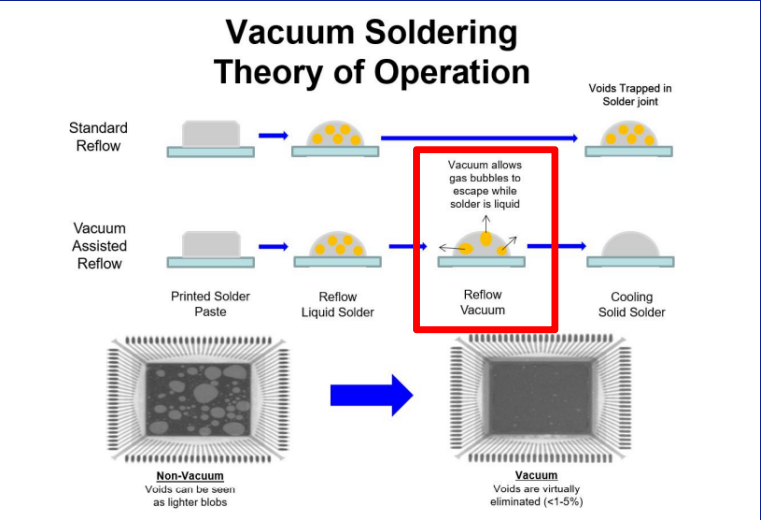 Vacuum Soldering
Theory of Operation
Voids Trapped in
Solder joint
Standard
Reflow
Vacuum allows
gas bubbles to
escape while
solder is liquid
Vacuum
Assisted
Reflow
Printed Solder
Paste
Reflow
Liquid Solder
Reflow
Vacuum
Cooling
Solid Solder
Non-Vacuum
Voids can be seen
as lighter blobs
Vacuum
Voids are virtually
eliminated (<1-5%)